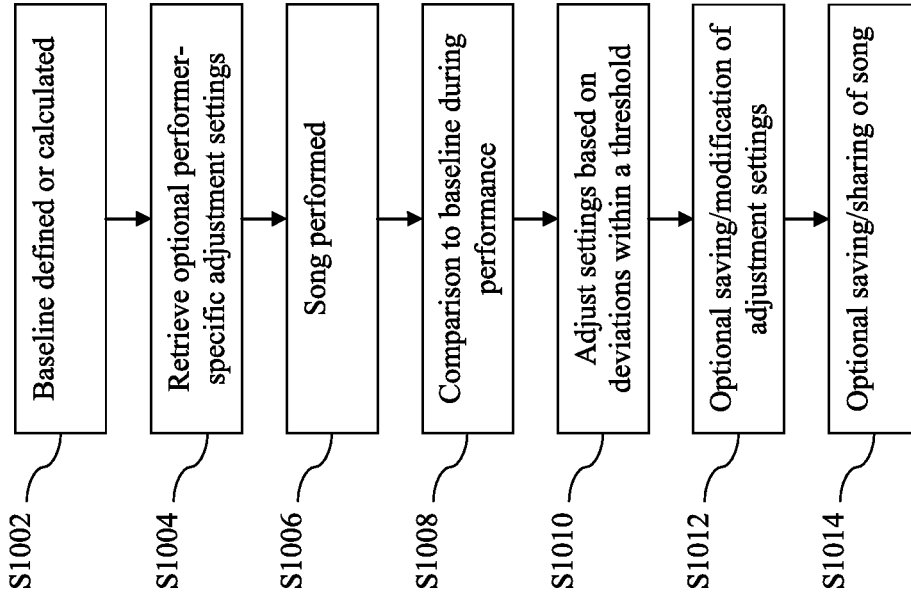 S1002
Baseline defined or calculated
S1004
Retrieve optional performer-
specific adjustment settings
S1006
Song performed
S1008
Comparison to baseline during
performance
S1010
Adjust settings based on
deviations within a threshold
S1012
Optional saving/modification of
adjustment settings
S1014
Optional saving/sharing of song